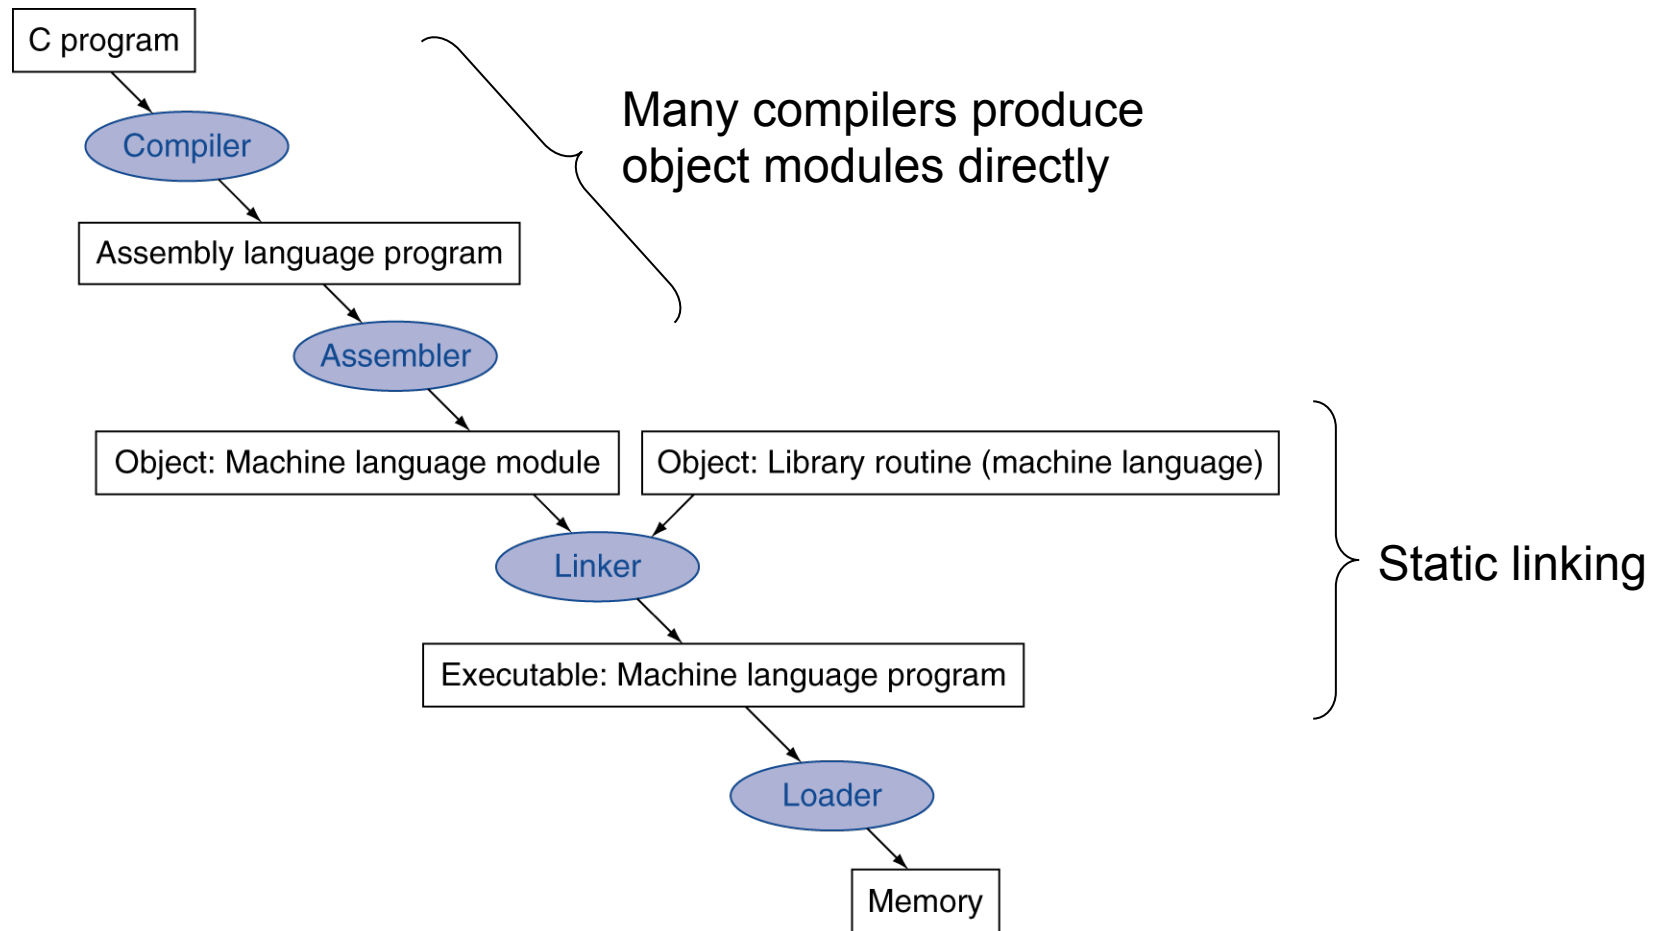 C program
Many compilers produce
object modules directly
Compiler
Assembly language program
Assembler
Object: Machine language module
Object: Library routine (machine language)
Linker
Static linking
Executable: Machine language program
Loader
Memory